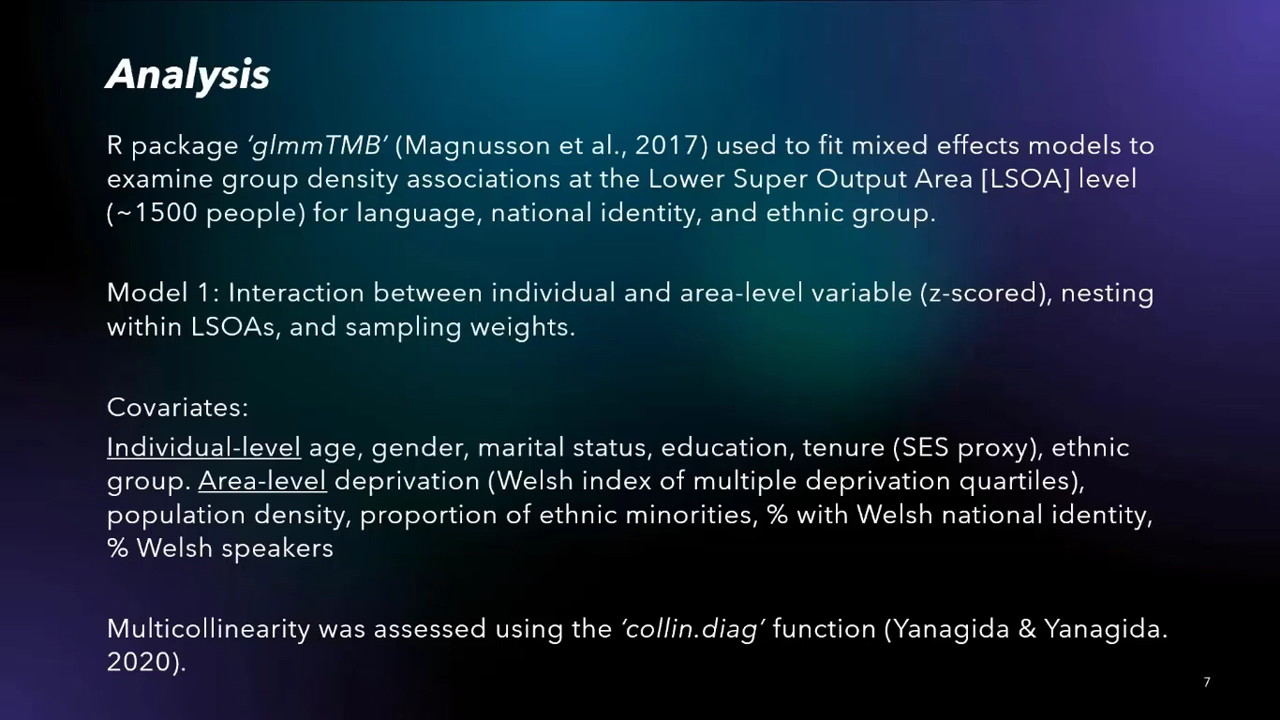 Analysis
R package ‘glmmTMB’ (Magnusson et al., 2017) used to fit mixed effects models to
examine group density associations at the Lower Super Output Area [LSOA] level
(~1500 people) for language, national identity, and ethnic group.
Model 1: Interaction between individual and area-level variable (z-scored), nesting
within LSOAs, and sampling weights.
Covariates:
Individual-level age, gender, marital status, education, tenure (SES proxy), ethnic
group. Area-level deprivation (Welsh index of multiple deprivation quartiles),
population density, proportion of ethnic minorities, % with Welsh national identity,
% Welsh speakers
Multicollinearity was assessed using the ‘collin.diag’ function (Yanagida & Yanagida.
2020).
7